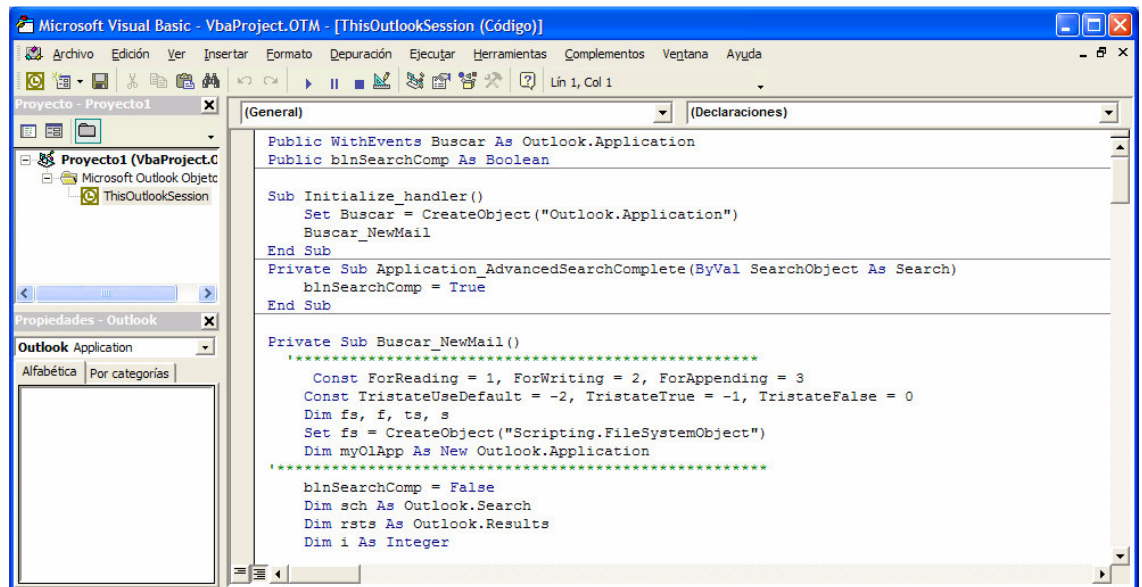 Microsoft Visual Basic - VbaProject.OTM - [ThisOutlookSession (Código)]
Archivo Edición Ver Insertar Formato Depuración Ejecutar Herramientas Complementos Ventana Ayuda
Lín 1, Col 1
Proyecto - Proyecto1
Proyecto1 (VbaProject.O
Microsoft Outlook Objeto
ThisOutlookSession
Propiedades - Outlook
Outlook Application
Alfabética Por categorías
(General) (Declaraciones)
Public WithEvents Buscar As Outlook.Application
Public blnSearchComp As Boolean
Sub Initialize_handler()
Set Buscar = CreateObject("Outlook.Application")
Buscar_NewMail
End Sub
Private Sub Application_AdvancedSearchComplete(ByVal SearchObject As Search)
blnSearchComp = True
End Sub
Private Sub Buscar_NewMail()
'******************************************************
Const ForReading = 1, ForWriting = 2, ForAppending = 3
Const TristateUseDefault = -2, TristateTrue = -1, TristateFalse = 0
Dim fs, f, ts, s
Set fs = CreateObject("Scripting.FileSystemObject")
Dim myOlApp As New Outlook.Application
'*********************************************************
blnSearchComp = False
Dim sch As Outlook.Search
Dim rsts As Outlook.Results
Dim i As Integer